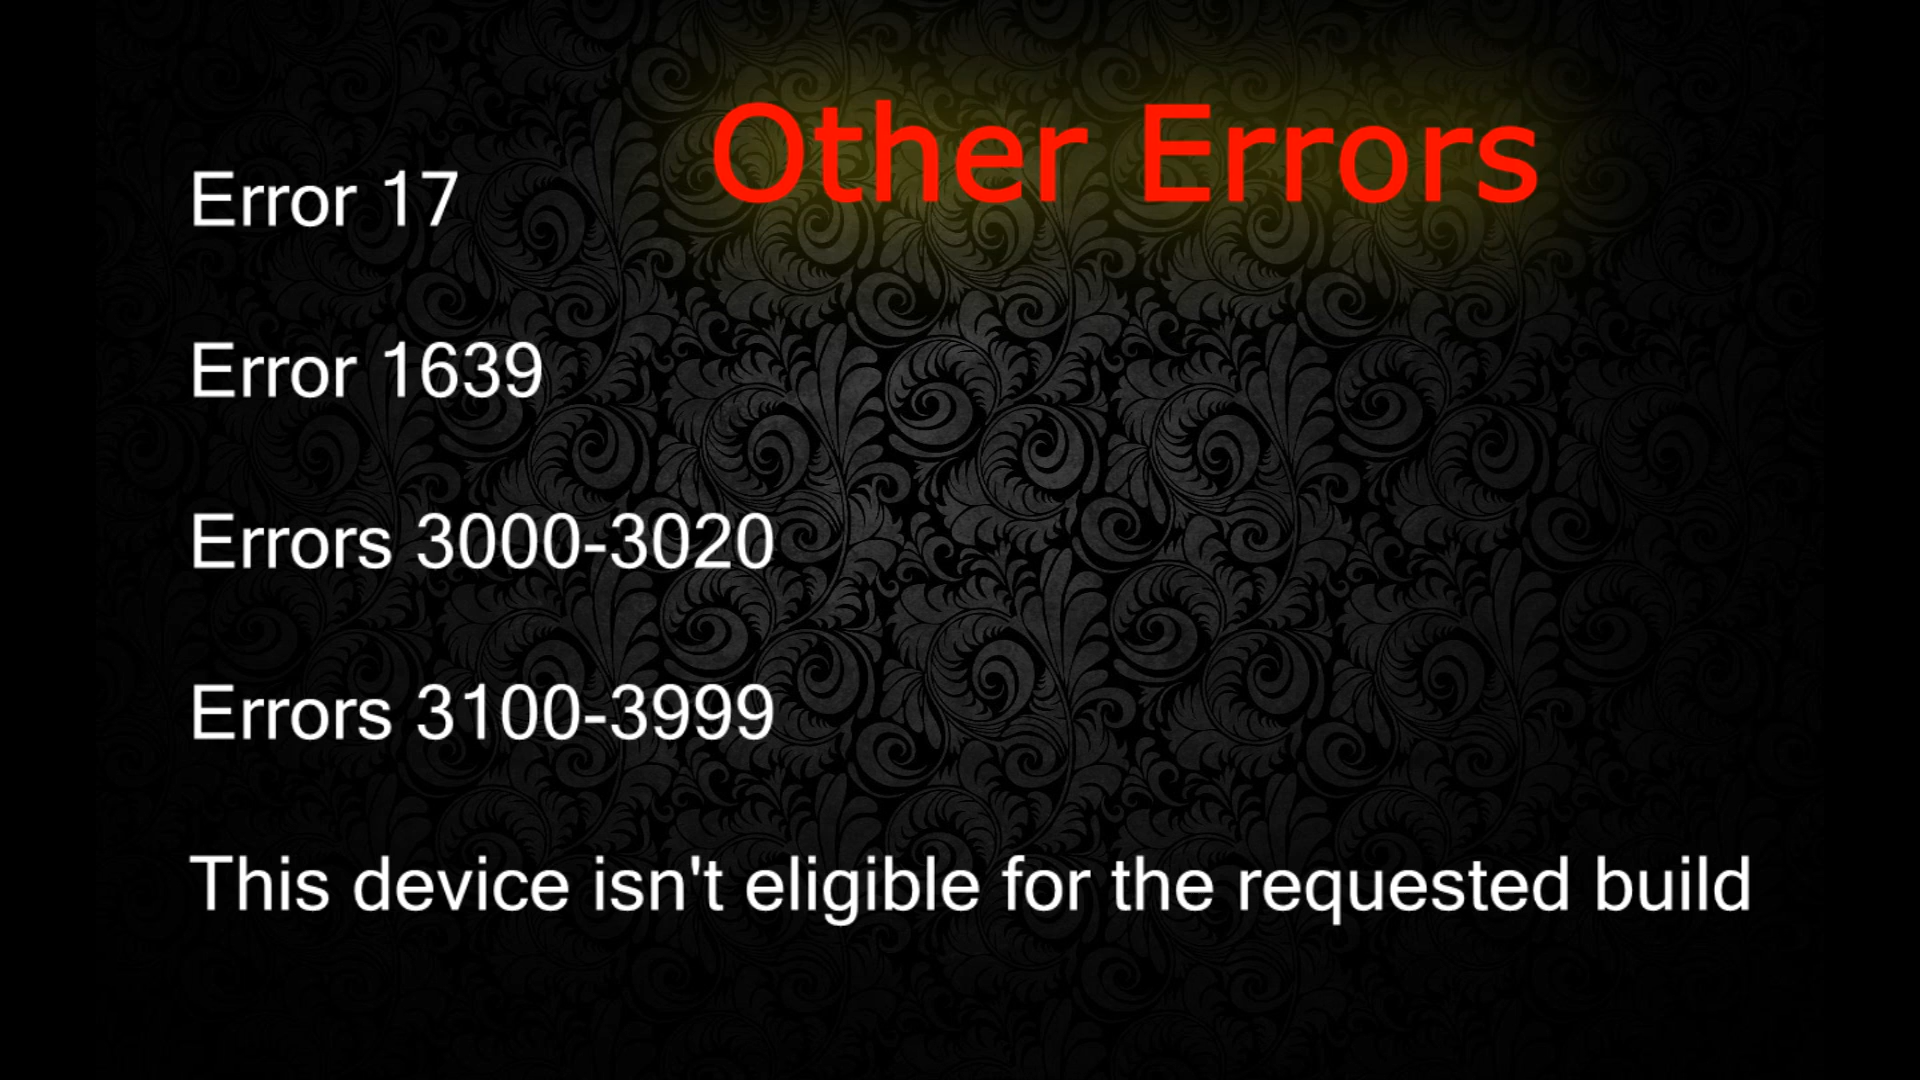 Other Errors
Error 17
Error 1639
Errors 3000-3020
Errors 3100-3999
This device isn't eligible for the requested build